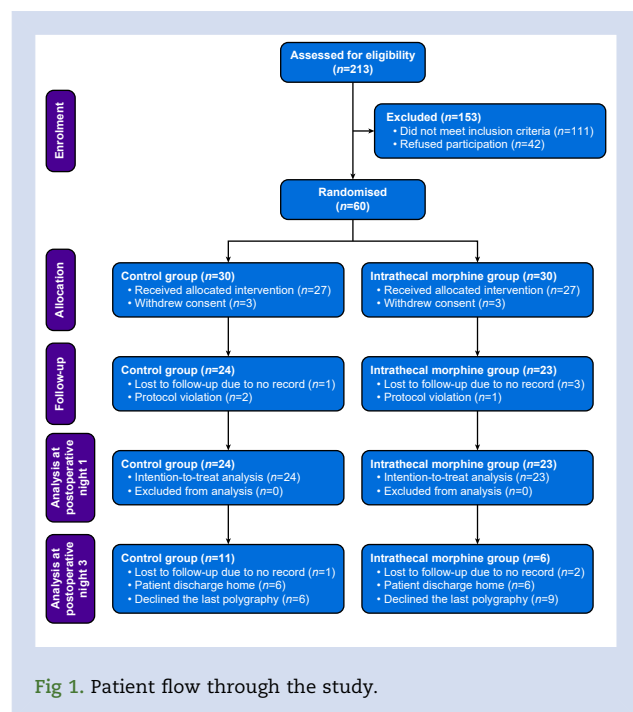 Assessed for eligibility
(n=213)
Enrolment
Excluded (n=153)
• Did not meet inclusion criteria (n=111)
• Refused participation (n=42)
Randomised
(n=60)
Allocation
Control group (n=30)
• Received allocated intervention (n=27)
• Withdrew consent (n=3)
Intrathecal morphine group (n=30)
• Received allocated intervention (n=27)
• Withdrew consent (n=3)
Follow-up
Control group (n=24)
• Lost to follow-up due to no record (n=1)
• Protocol violation (n=2)
Intrathecal morphine group (n=23)
• Lost to follow-up due to no record (n=3)
• Protocol violation (n=1)
Analysis at
postoperative
night 1
Control group (n=24)
• Intention-to-treat analysis (n=24)
• Excluded from analysis (n=0)
Intrathecal morphine group (n=23)
• Intention-to-treat analysis (n=23)
• Excluded from analysis (n=0)
Analysis at
postoperative
night 3
Control group (n=11)
• Lost to follow-up due to no record (n=1)
• Patient discharge home (n=6)
• Declined the last polygraphy (n=6)
Intrathecal morphine group (n=6)
• Lost to follow-up due to no record (n=2)
• Patient discharge home (n=6)
• Declined the last polygraphy (n=9)
Fig 1. Patient flow through the study.